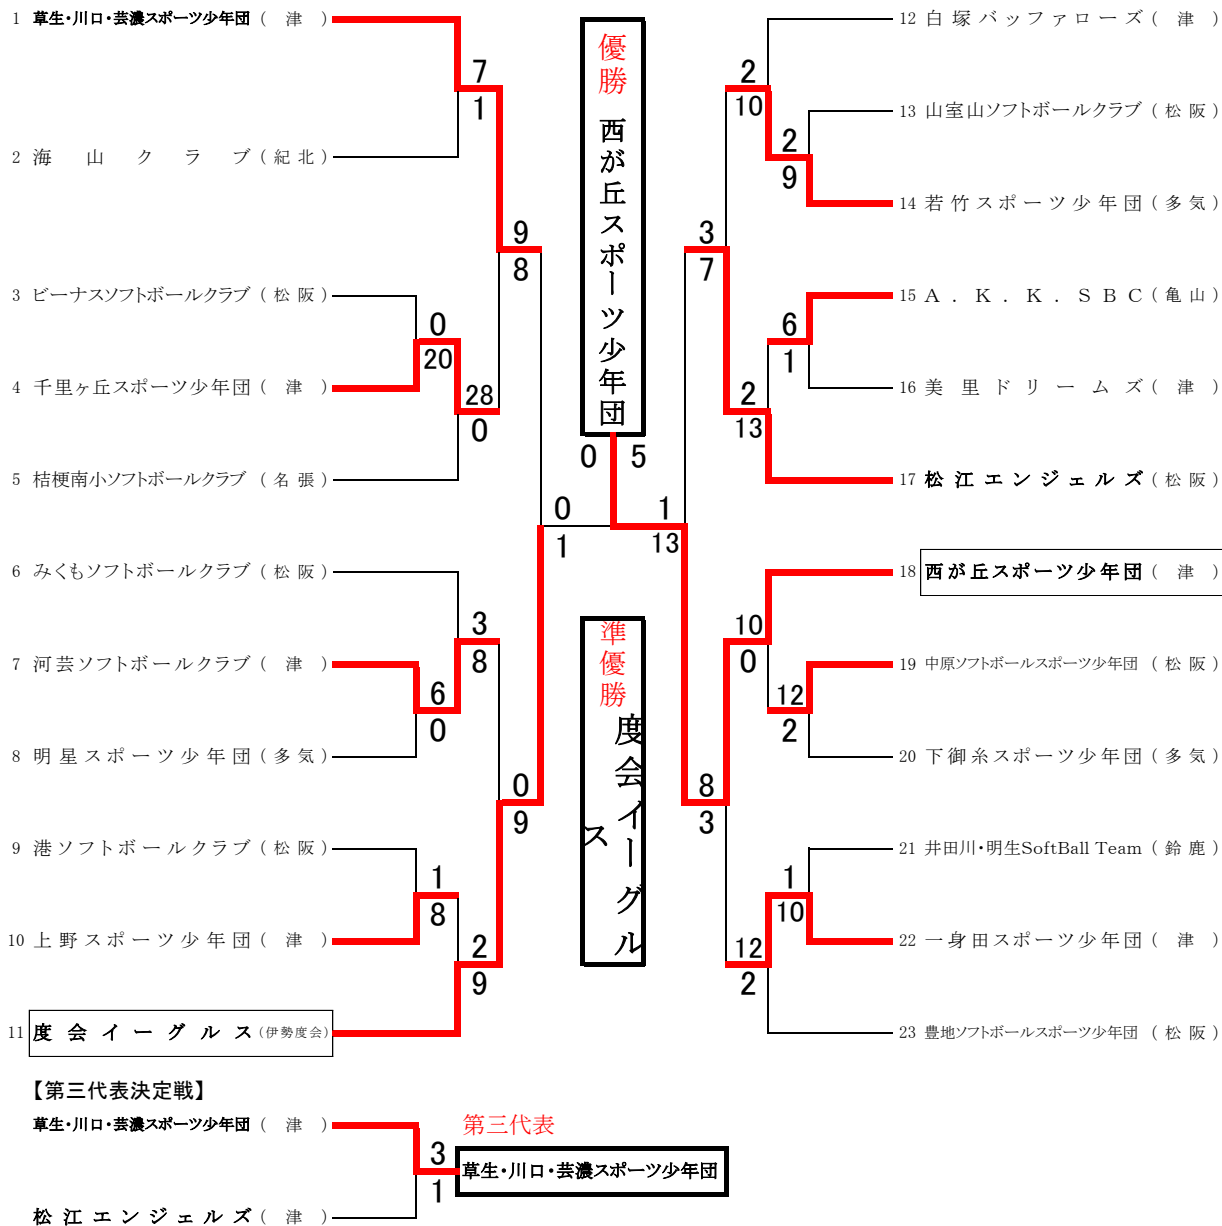 1 草生・川口・芸濃スポーツ少年団 ( 津 )
7
1
2 海山クラブ ( 紀北 )
9
8
3 ビーナスソフトボールクラブ ( 松阪 )
0
20
4 千里ヶ丘スポーツ少年団 ( 津 )
28
0
5 桔梗南小ソフトボールクラブ ( 名張 )
0
1
6 みくもソフトボールクラブ ( 松阪 )
3
8
7 河芸ソフトボールクラブ ( 津 )
6
0
8 明星スポーツ少年団 ( 多気 )
0
9
9 港ソフトボールクラブ ( 松阪 )
1
8
10 上野スポーツ少年団 ( 津 )
2
9
11 度会イーグルス (伊勢度会)
優勝 西が丘スポーツ少年団
0 5
準優勝 度会イーグル
ス
12 白塚バッファローズ ( 津 )
2
10
13 山室山ソフトボールクラブ ( 松阪 )
2
9
14 若竹スポーツ少年団 ( 多気 )
3
7
15 A.K.K.SBC ( 亀山 )
6
1
16 美里ドリームズ ( 津 )
2
13
17 松江エンジェルズ ( 松阪 )
1
13
18 西が丘スポーツ少年団 ( 津 )
10
0
19 中原ソフトボールスポーツ少年団 ( 松阪 )
12
2
20 下御糸スポーツ少年団 ( 多気 )
8
3
21 井田川・明生SoftBall Team ( 鈴鹿 )
1
10
22 一身田スポーツ少年団 ( 津 )
12
2
23 豊地ソフトボールスポーツ少年団 ( 松阪 )
【第三代表決定戦】
草生・川口・芸濃スポーツ少年団 ( 津 )
第三代表
3
1
草生・川口・芸濃スポーツ少年団
松江エンジェルズ ( 津 )